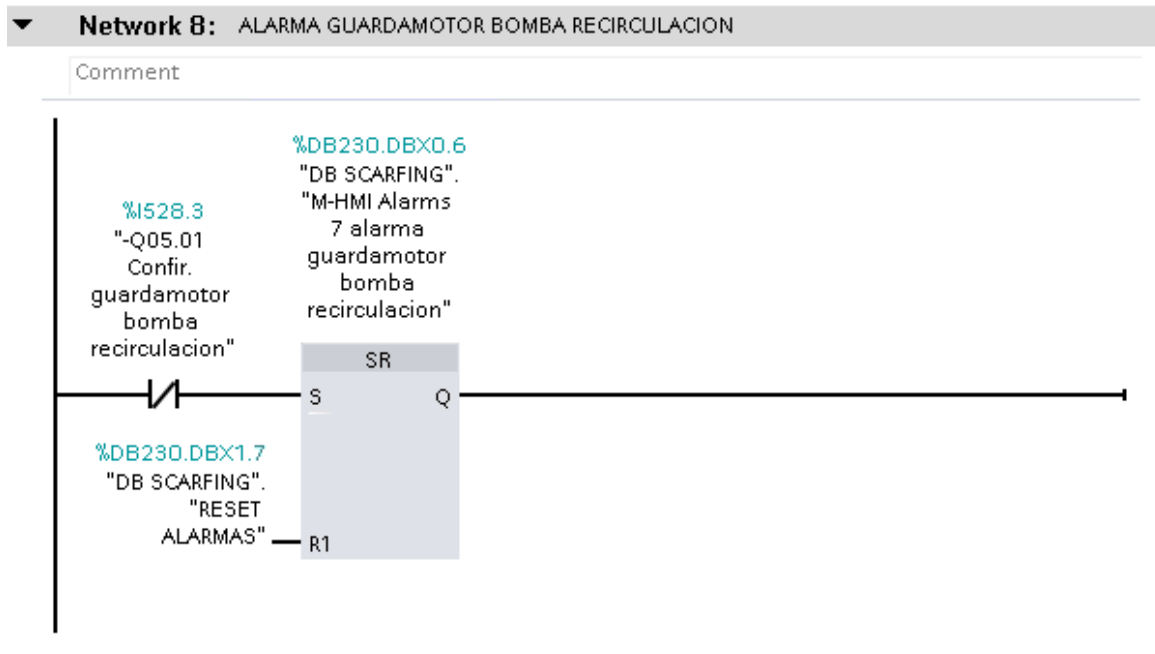 Network 8: ALARMA GUARDAMOTOR BOMBA RECIRCULACION
Comment
%DB230.DBX0.6
"DB SCARFING".
"M-HMI Alarms
7 alarma
guardamotor
bomba
recirculacion"
%I528.3
"-Q05.01
Confir.
guardamotor
bomba
recirculacion"
SR
S Q
%DB230.DBX1.7
"DB SCARFING".
"RESET
ALARMAS"
R1